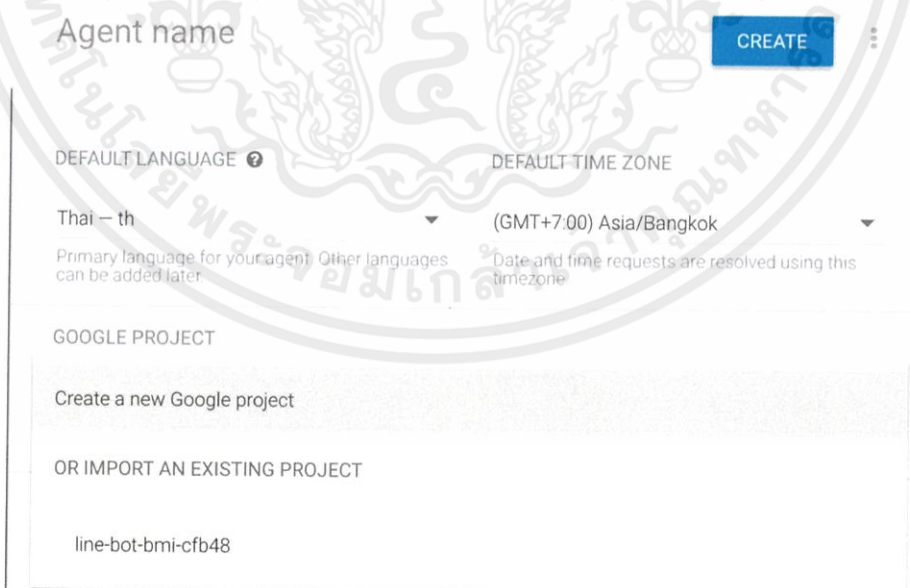 Agent name
CREATE
DEFAULT LANGUAGE
DEFAULT TIME ZONE
Thai – th
(GMT+7:00) Asia/Bangkok
Primary language for your agent. Other languages
can be added later.
Date and time requests are resolved using this
timezone.
GOOGLE PROJECT
Create a new Google project
OR IMPORT AN EXISTING PROJECT
line-bot-bmi-cfb48